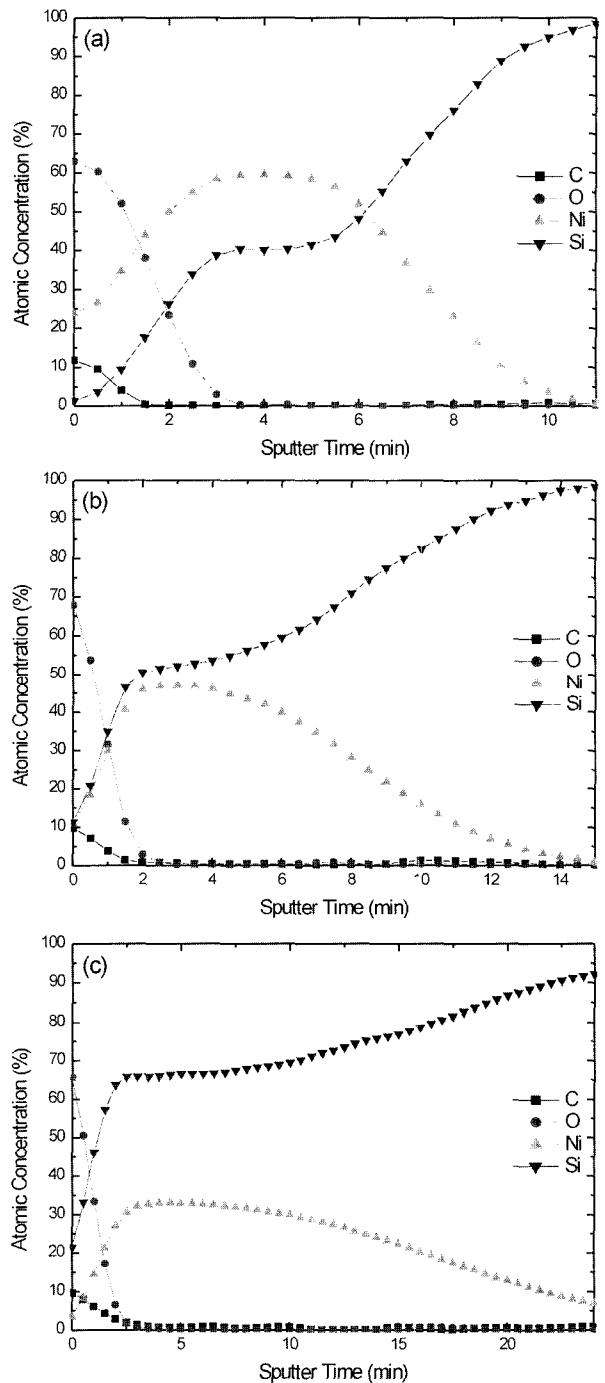 (a)
100
90
80
70
60
50
40
30
20
10
0
Atomic Concentration (%)
C
O
Ni
Si
0 2 4 6 8 10
Sputter Time (min)
(b)
100
90
80
70
60
50
40
30
20
10
0
Atomic Concentration (%)
C
O
Ni
Si
0 2 4 6 8 10 12 14
Sputter Time (min)
(c)
100
90
80
70
60
50
40
30
20
10
0
Atomic Concentration (%)
C
O
Ni
Si
0 5 10 15 20
Sputter Time (min)